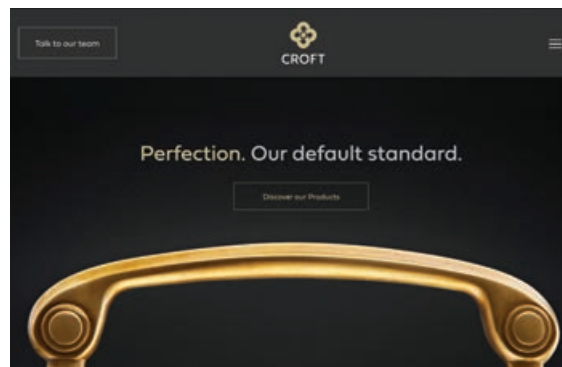 Talk to our team
CROFT
Perfection. Our default standard.
Discover our Products